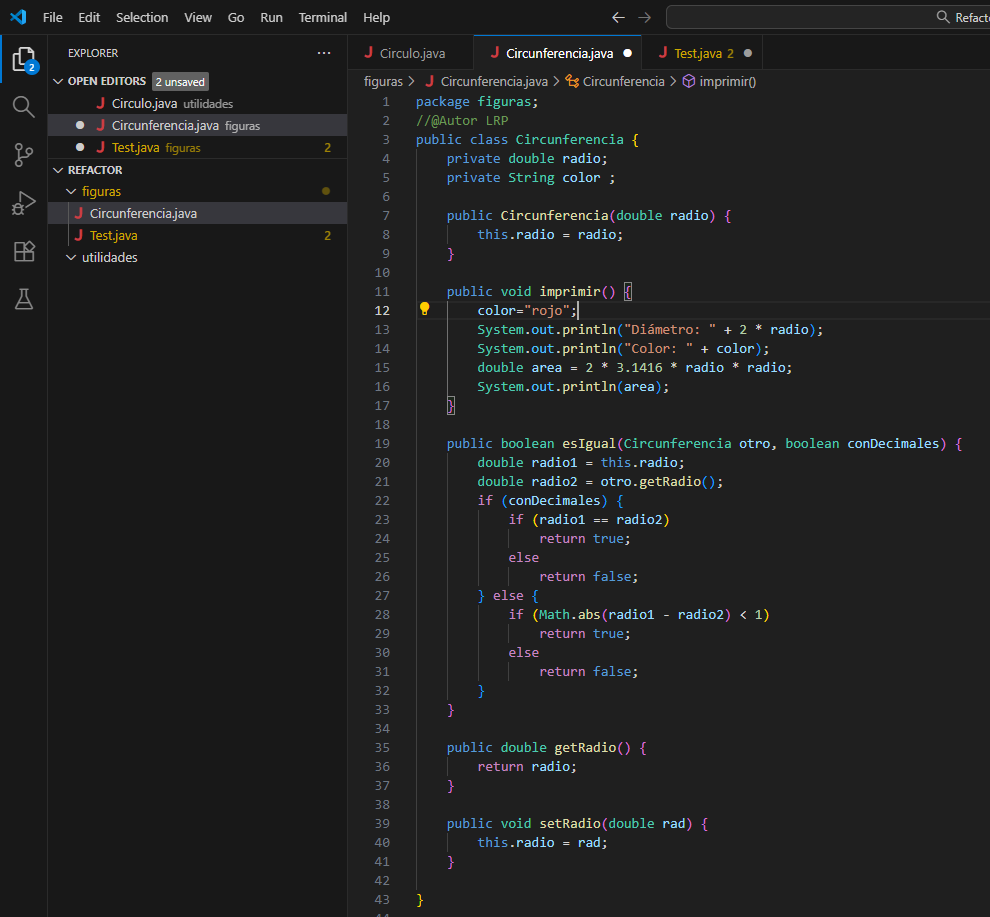 File Edit Selection View Go Run Terminal Help
Refacto
EXPLORER
OPEN EDITORS 2 unsaved
Circulo.java utilidades
Circunferencia.java figuras
Test.java figuras 2
REFACTOR
figuras
Circunferencia.java
Test.java 2
utilidades
2
Circulo.java Circunferencia.java Test.java 2
figuras > Circunferencia.java > Circunferencia > imprimir()
1 package figuras;
2 //@Autor LRP
3 public class Circunferencia {
4 private double radio;
5 private String color ;
6
7 public Circunferencia(double radio) {
8 this.radio = radio;
9 }
10
11 public void imprimir() {
12 color="rojo";
13 System.out.println("Diámetro: " + 2 * radio);
14 System.out.println("Color: " + color);
15 double area = 2 * 3.1416 * radio * radio;
16 System.out.println(area);
17 }
18
19 public boolean esIgual(Circunferencia otro, boolean conDecimales) {
20 double radio1 = this.radio;
21 double radio2 = otro.getRadio();
22 if (conDecimales) {
23 if (radio1 == radio2)
24 return true;
25 else
26 return false;
27 } else {
28 if (Math.abs(radio1 - radio2) < 1)
29 return true;
30 else
31 return false;
32 }
33 }
34
35 public double getRadio() {
36 return radio;
37 }
38
39 public void setRadio(double rad) {
40 this.radio = rad;
41 }
42
43 }